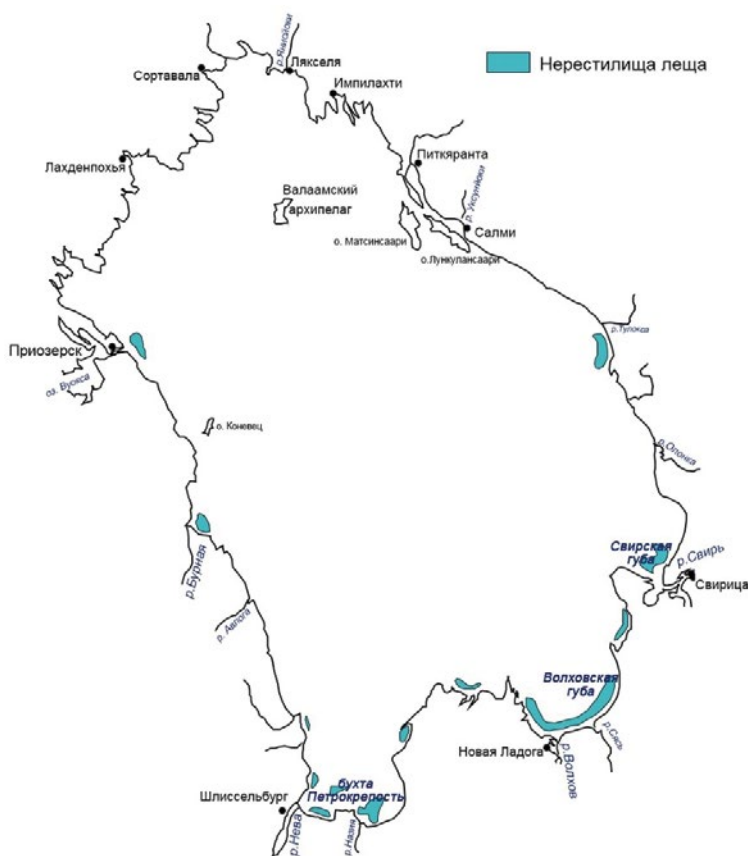 р.Янисйоки
Ляскеля
Сортавала
Импилахти
Нерестилища леща
Лахденпохья
Питкяранта
Валаамский
архипелаг
р. Уксунйоки
о. Матсинсаари
Салми
о.Лункулансаари
р.Тулокса
Приозерск
оз. Вуокса
о. Коневец
р.Олонка
Свирская
губа
р.Свирь
Свирица
р.Бурная
р. Авлога
Волховская
губа
р.Сясь
Новая Ладога
р.Волхов
бухта
Петрокрепость
Шлиссельбург
р.Нева
р.Назия